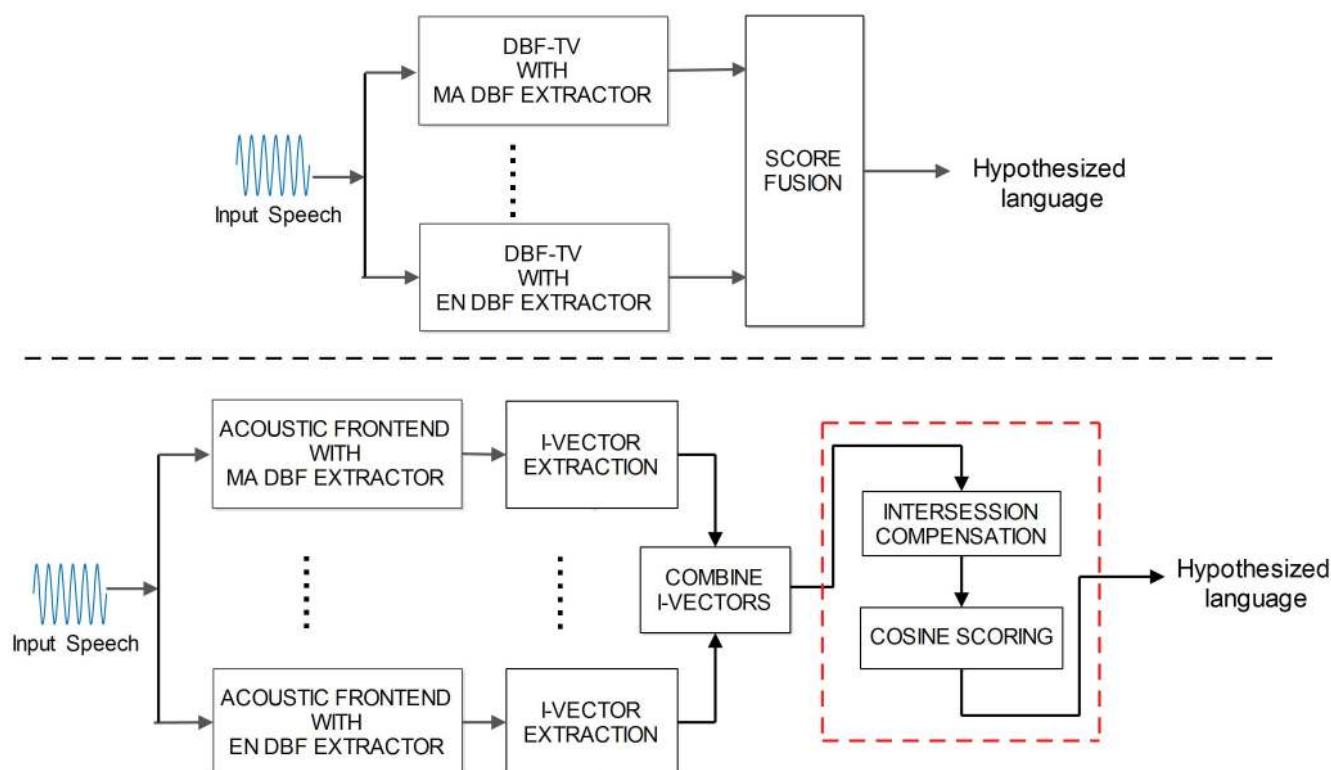 DBF-TV
WITH
MA DBF EXTRACTOR
Input Speech
DBF-TV
WITH
EN DBF EXTRACTOR
SCORE
FUSION
Hypothesized
language
ACOUSTIC FRONTEND
WITH
MA DBF EXTRACTOR
I-VECTOR
EXTRACTION
Input Speech
ACOUSTIC FRONTEND
WITH
EN DBF EXTRACTOR
I-VECTOR
EXTRACTION
COMBINE
I-VECTORS
INTERSESSION
COMPENSATION
COSINE SCORING
Hypothesized
language